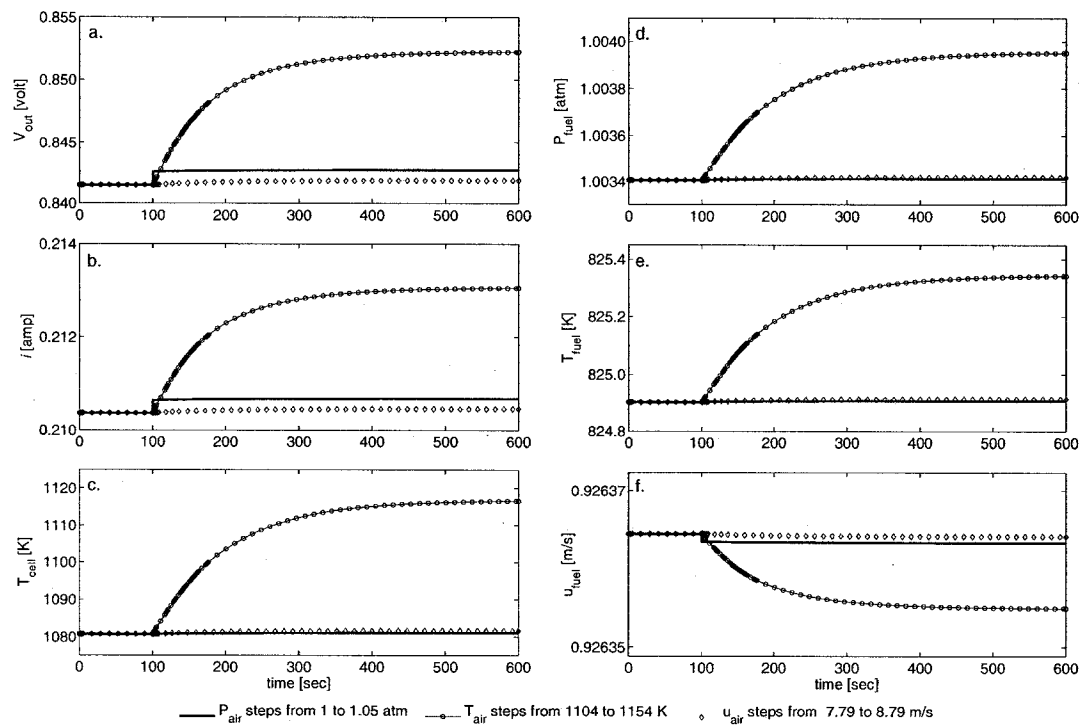 a.
0.855
0.850
0.845
0.840
V_out [volt]
0 100 200 300 400 500 600
b.
0.214
0.212
0.210
i [amp]
0 100 200 300 400 500 600
c.
1120
1110
1100
1090
1080
T_cell [K]
0 100 200 300 400 500 600
time [sec]
d.
1.0040
1.0038
1.0036
1.0034
P_fuel [atm]
0 100 200 300 400 500 600
e.
825.4
825.2
825.0
824.8
T_fuel [K]
0 100 200 300 400 500 600
f.
0.92637
0.92635
u_fuel [m/s]
0 100 200 300 400 500 600
time [sec]
P_air steps from 1 to 1.05 atm T_air steps from 1104 to 1154 K u_air steps from 7.79 to 8.79 m/s